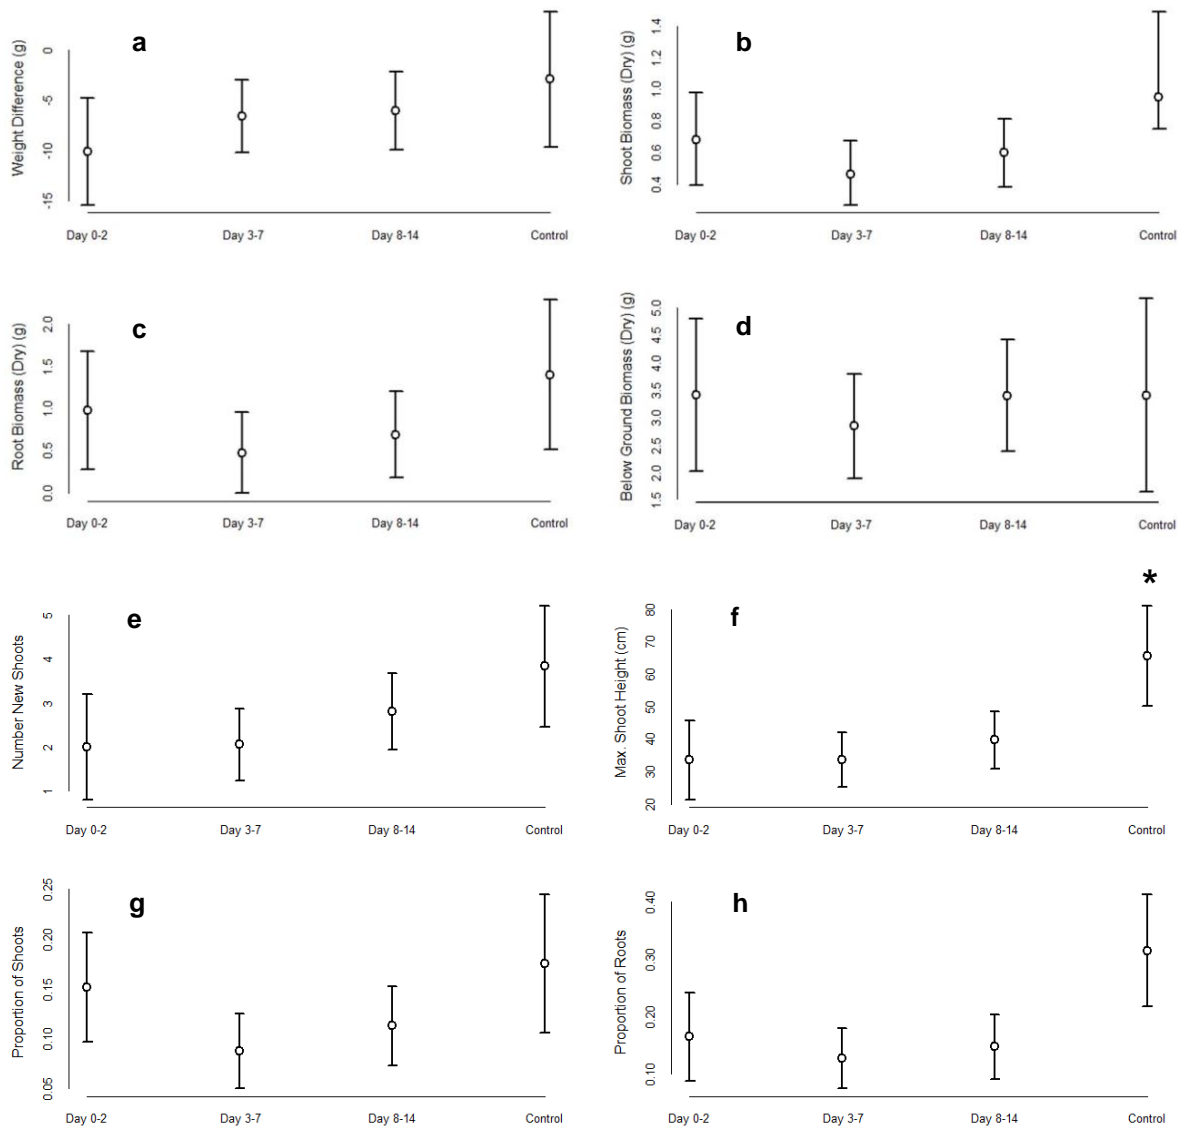 a
Weight Difference (g)
0
-5
-10
-15
Day 0-2 Day 3-7 Day 8-14 Control
b
Shoot Biomass (Dry) (g)
1.4
1.2
1.0
0.8
0.6
0.4
Day 0-2 Day 3-7 Day 8-14 Control
c
Root Biomass (Dry) (g)
2.0
1.5
1.0
0.5
0.0
Day 0-2 Day 3-7 Day 8-14 Control
d
Below Ground Biomass (Dry) (g)
5.0
4.5
4.0
3.5
3.0
2.5
2.0
1.5
Day 0-2 Day 3-7 Day 8-14 Control
e
Number New Shoots
5
4
3
2
1
Day 0-2 Day 3-7 Day 8-14 Control
*
f
Max. Shoot Height (cm)
80
70
60
50
40
30
20
Day 0-2 Day 3-7 Day 8-14 Control
g
Proportion of Shoots
0.25
0.20
0.15
0.10
0.05
Day 0-2 Day 3-7 Day 8-14 Control
h
Proportion of Roots
0.40
0.30
0.20
0.10
Day 0-2 Day 3-7 Day 8-14 Control